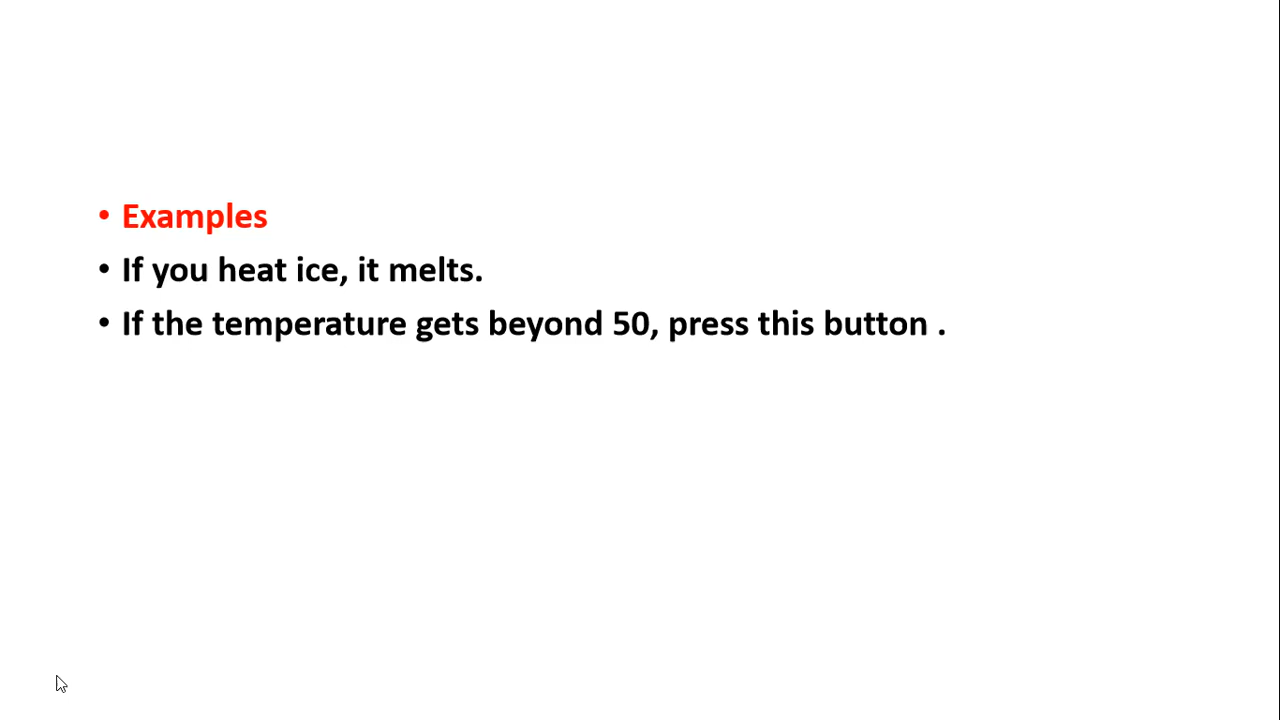 • Examples
• If you heat ice, it melts.
• If the temperature gets beyond 50, press this button .